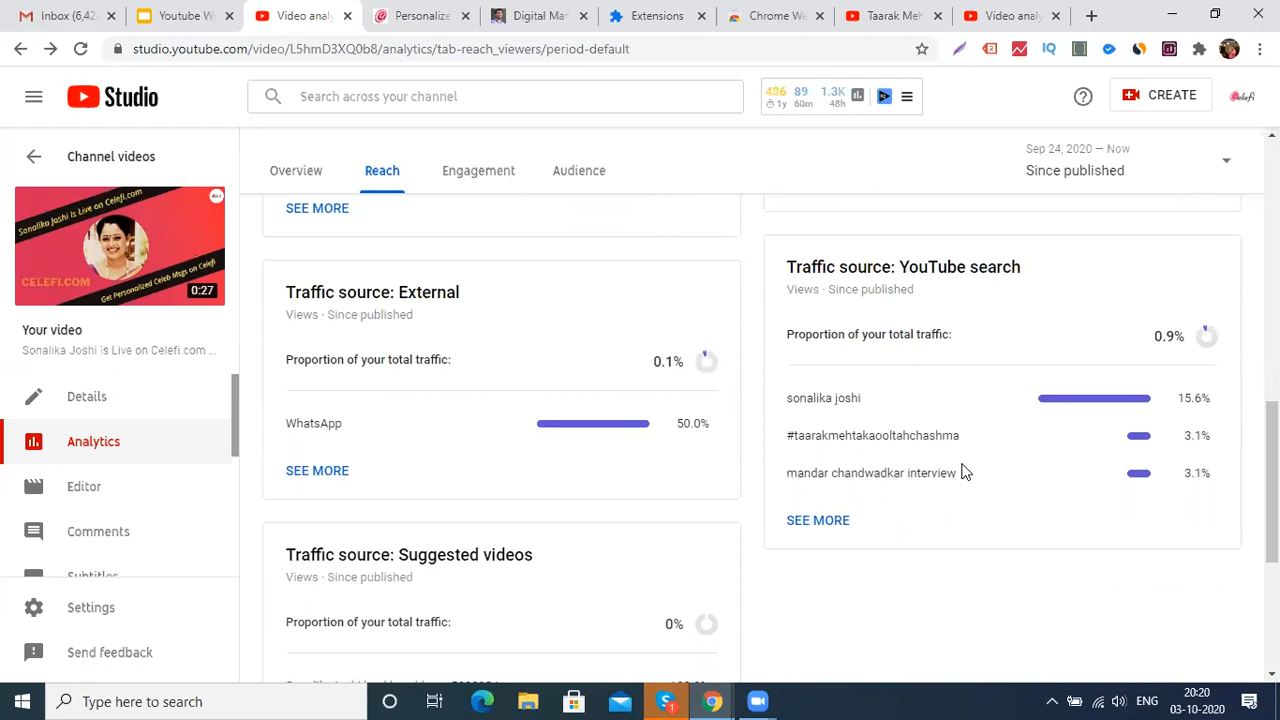 Inbox (6,42
Youtube W
Video analy
Personalize
Digital Ma
Extensions
Chrome We
Taarak Meh
Video analy
studio.youtube.com/video/L5hmD3XQ0b8/analytics/tab-reach_viewers/period-default
Studio
Search across your channel
436 89 1.3K
1y 60m 48h
CREATE
Celefi
Channel videos
Overview
Reach
Engagement
Audience
Sep 24, 2020 — Now
Since published
Sonalika Joshi is Live on Celefi.com
CELEFI.COM
Get Personalized Celeb Msgs on Celefi
0:27
Your video
Sonalika Joshi is Live on Celefi.com ...
Details
Analytics
Editor
Comments
Subtitles
Settings
Send feedback
SEE MORE
Traffic source: External
Views · Since published
Proportion of your total traffic: 0.1%
WhatsApp 50.0%
SEE MORE
Traffic source: Suggested videos
Views · Since published
Proportion of your total traffic: 0%
Traffic source: YouTube search
Views · Since published
Proportion of your total traffic: 0.9%
sonalika joshi 15.6%
#taarakmehtakaooltahchashma 3.1%
mandar chandwadkar interview 3.1%
SEE MORE
Type here to search
ENG
20:20
03-10-2020